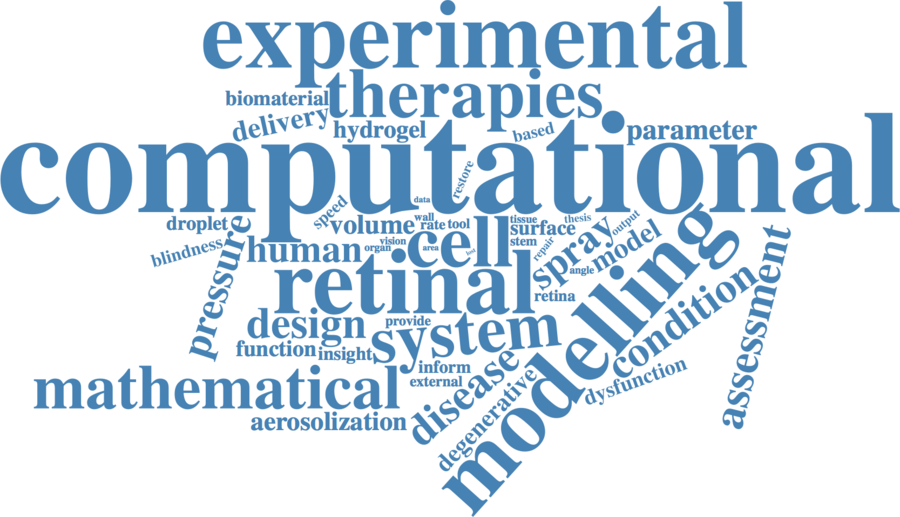 experimental
biomaterial
therapies
delivery
hydrogel
based
parameter
computational
restore
data
speed
droplet
volume
wall
rate
tool
tissue
surface
thesis
output
blindness
pressure
human
organ
vision
area
cell
lost
stem
repair
spray
angle
model
retinal
retina
modelling
condition
assessment
design
provide
system
function
insight
inform
external
disease
degenerative
dysfunction
mathematical
aerosolization